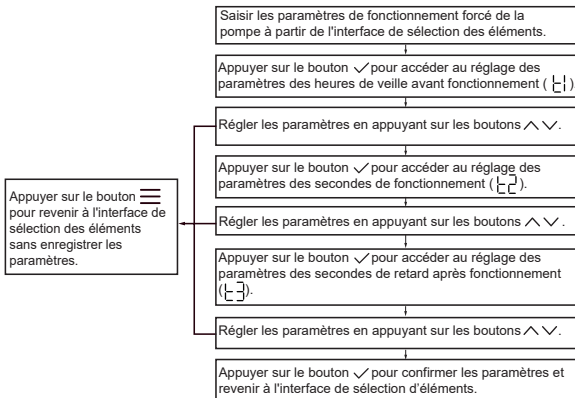 Saisir les paramètres de fonctionnement forcé de la
pompe à partir de l'interface de sélection des éléments.
Appuyer sur le bouton ✓ pour accéder au réglage des
paramètres des heures de veille avant fonctionnement ( t1 ).
Régler les paramètres en appuyant sur les boutons ∧ ∨.
Appuyer sur le bouton ✓ pour accéder au réglage des
paramètres des secondes de fonctionnement ( t2 ).
Appuyer sur le bouton ☰
pour revenir à l'interface de
sélection des éléments
sans enregistrer les
paramètres.
Régler les paramètres en appuyant sur les boutons ∧ ∨.
Appuyer sur le bouton ✓ pour accéder au réglage des
paramètres des secondes de retard après fonctionnement
( t3 ).
Régler les paramètres en appuyant sur les boutons ∧ ∨.
Appuyer sur le bouton ✓ pour confirmer les paramètres et
revenir à l'interface de sélection d'éléments.